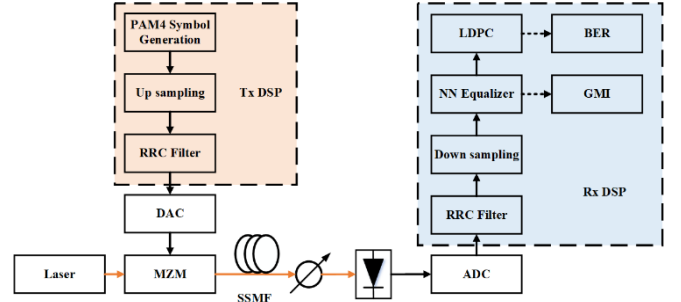 PAM4 Symbol
Generation
Up sampling
Tx DSP
RRC Filter
DAC
Laser
MZM
SSMF
ADC
RRC Filter
Rx DSP
Down sampling
NN Equalizer
GMI
LDPC
BER